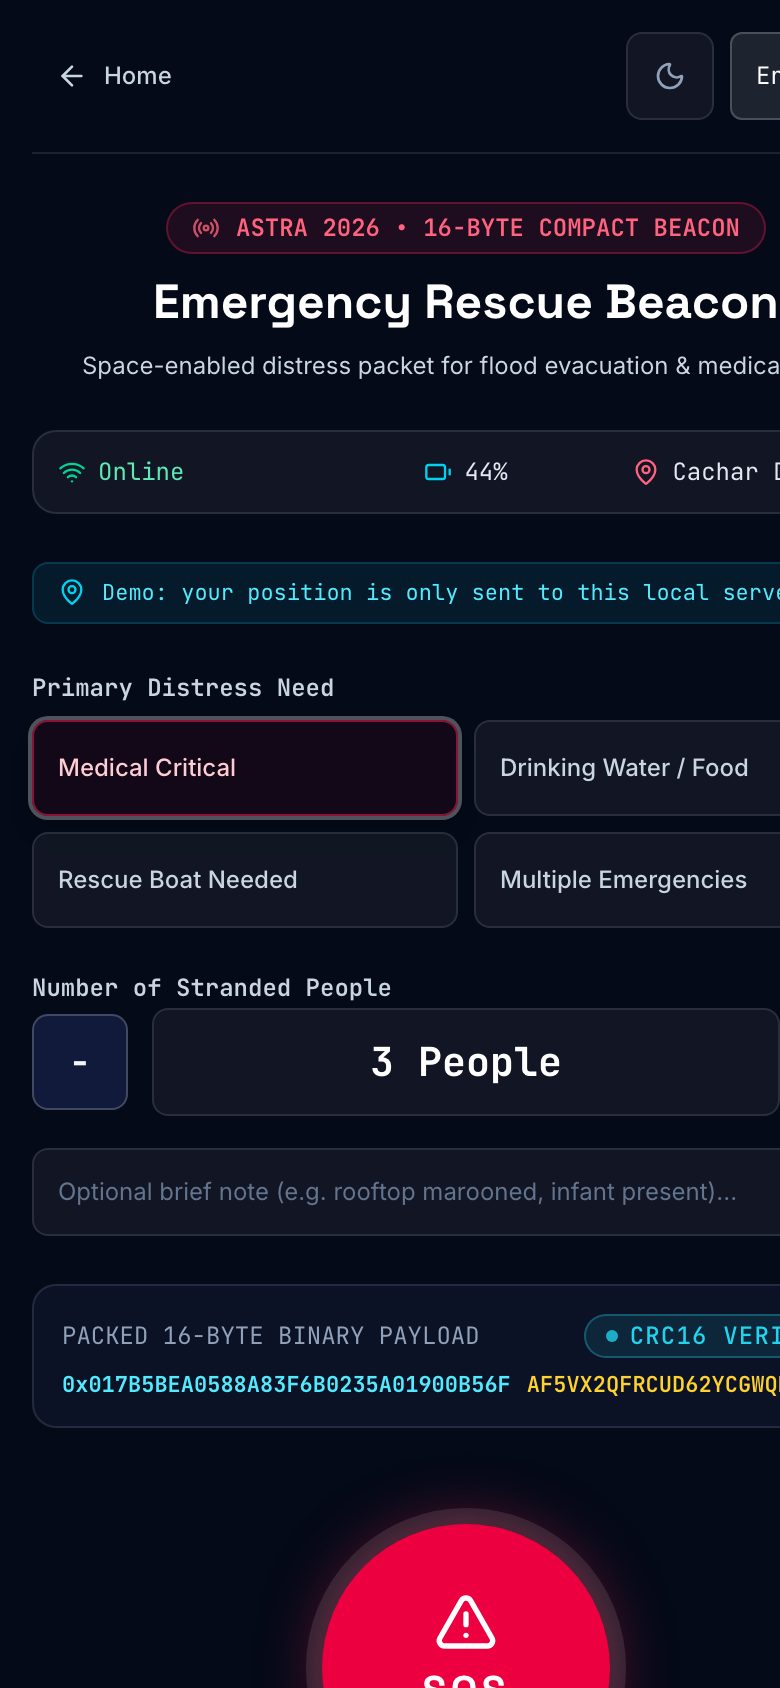 Home
ASTRA 2026 • 16-BYTE COMPACT BEACON
Emergency Rescue Beacon
Space-enabled distress packet for flood evacuation &
Online
44%
Cachar
Demo: your position is only sent to this local
Primary Distress Need
Medical Critical
Drinking Water / Food
Rescue Boat Needed
Multiple Emergencies
Number of Stranded People
-
3 People
Optional brief note (e.g. rooftop marooned, infant present)...
PACKED 16-BYTE BINARY PAYLOAD
CRC16
0x017B5BEA0588A83F6B0235A01900B56F
SOS